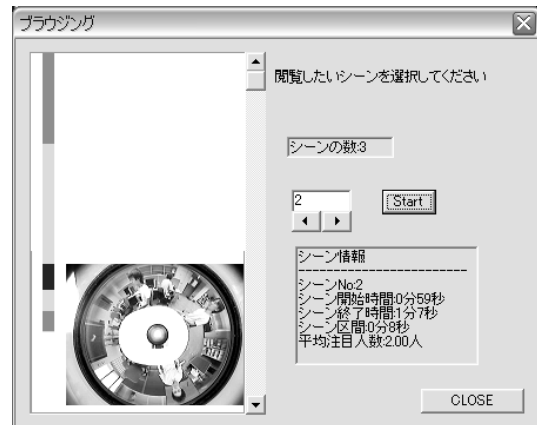 ブラウジング
閲覧したいシーンを選択してください
シーンの数:3
2
Start
シーン情報
------------------------
シーンNo:2
シーン開始時間:0分59秒
シーン終了時間:1分7秒
シーン区間:0分8秒
平均注目人数:2.00人
CLOSE